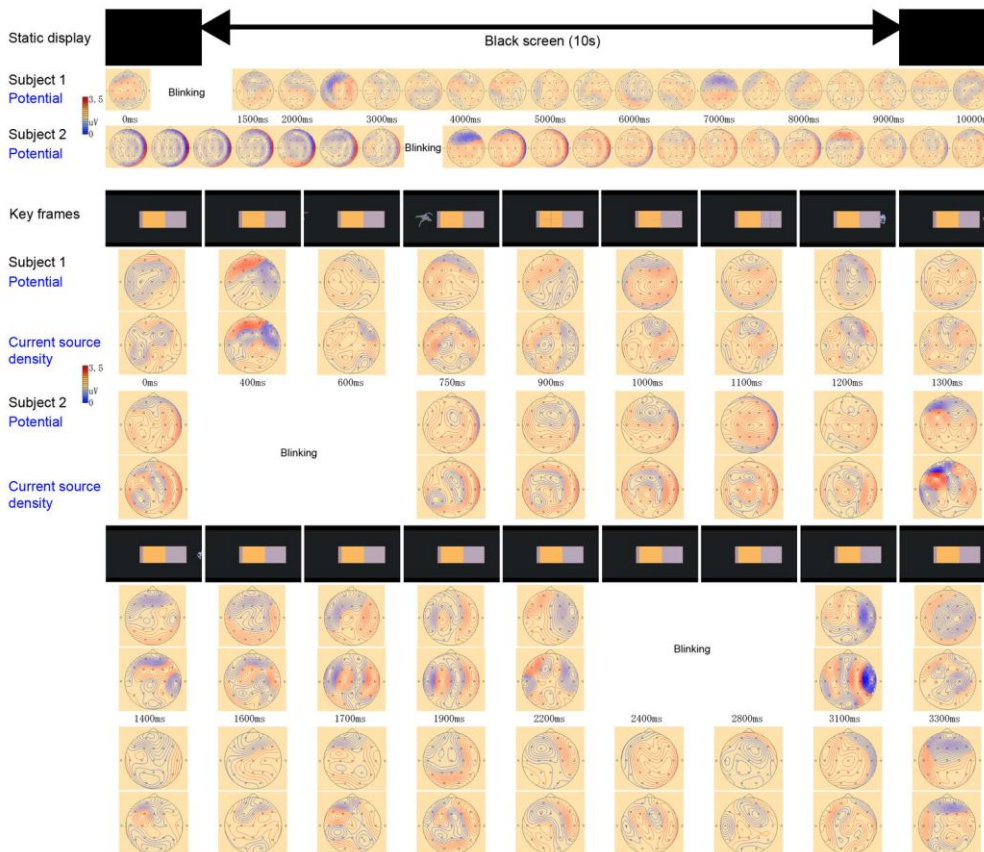 Static display
Black screen (10s)
Subject 1
Potential
Blinking
3.5
uV
0
0ms 1500ms 2000ms 3000ms 4000ms 5000ms 6000ms 7000ms 8000ms 9000ms 10000ms
Subject 2
Potential
Blinking
Key frames
Subject 1
Potential
Current source
density
3.5
uV
0
0ms 400ms 600ms 750ms 900ms 1000ms 1100ms 1200ms 1300ms
Subject 2
Potential
Blinking
Current source
density
Blinking
1400ms 1600ms 1700ms 1900ms 2200ms 2400ms 2800ms 3100ms 3300ms